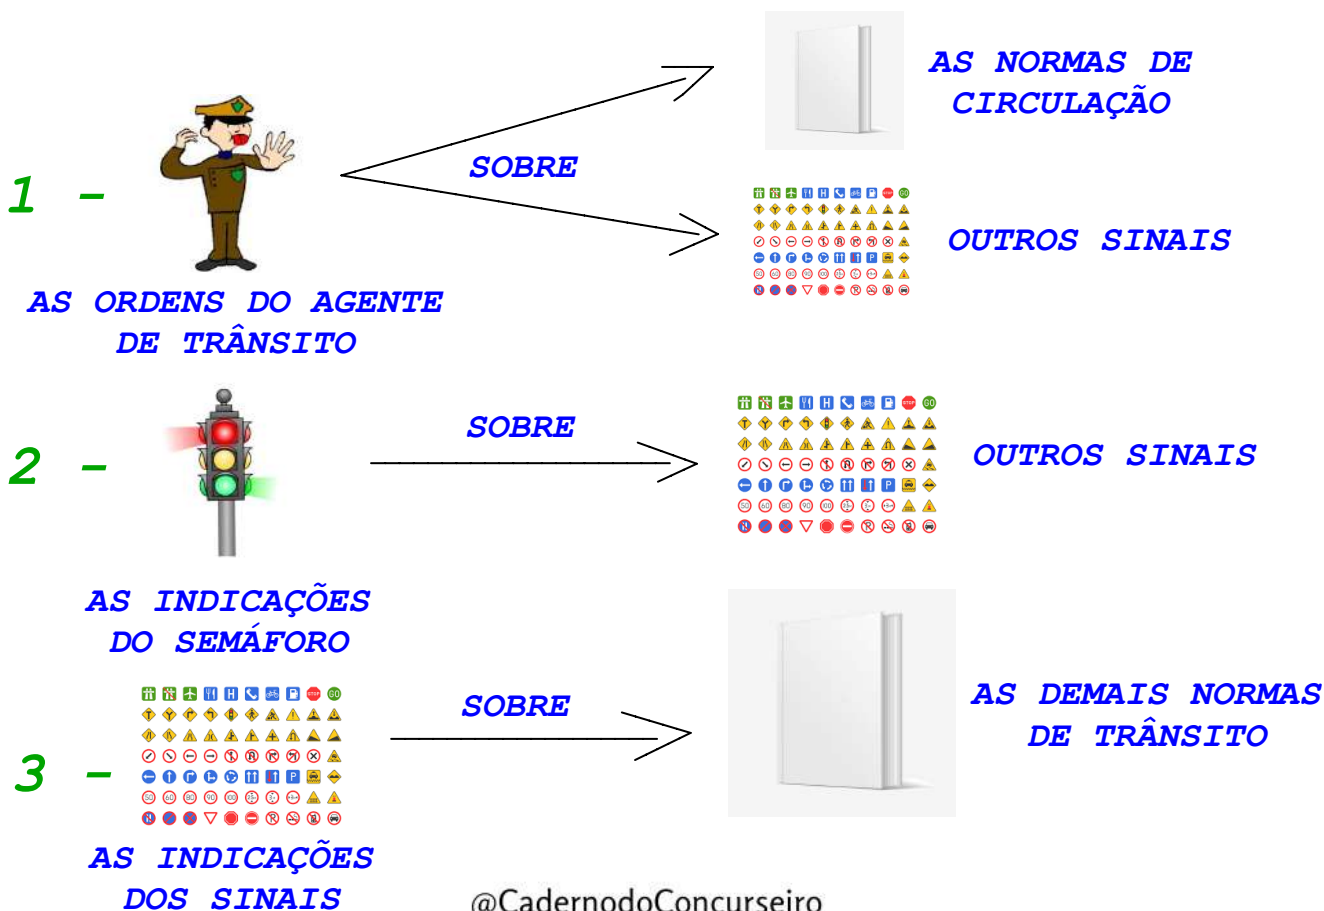 AS NORMAS DE
CIRCULAÇÃO
SOBRE
1 -
OUTROS SINAIS
AS ORDENS DO AGENTE
DE TRÂNSITO
SOBRE
2 -
OUTROS SINAIS
AS INDICAÇÕES
DO SEMÁFORO
SOBRE
AS DEMAIS NORMAS
DE TRÂNSITO
3 -
AS INDICAÇÕES
DOS SINAIS
@CadernodoConcurseiro